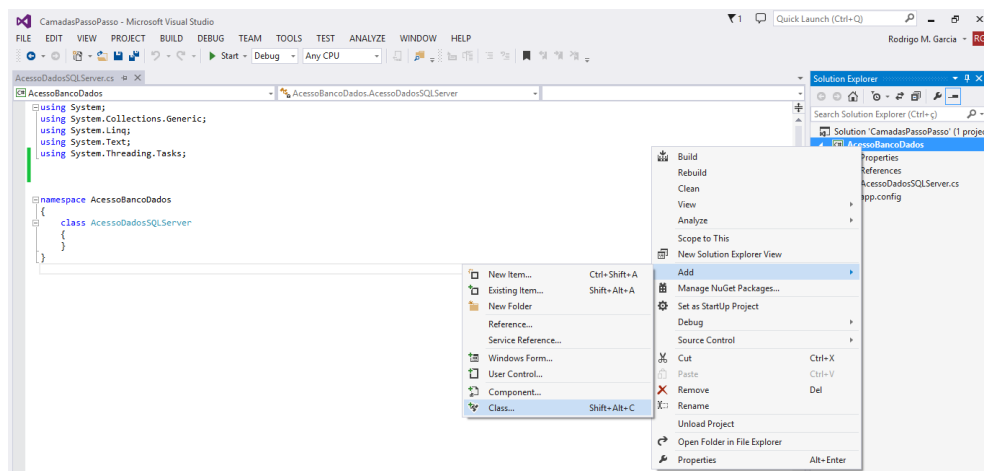 CamadasPassoPasso - Microsoft Visual Studio
1
Quick Launch (Ctrl+Q)
FILE EDIT VIEW PROJECT BUILD DEBUG TEAM TOOLS TEST ANALYZE WINDOW HELP
Rodrigo M. Garcia
RG
Start Debug Any CPU
AcessoDadosSQLServer.cs
AcessoBancoDados
AcessoBancoDados.AcessoDadosSQLServer
using System;
using System.Collections.Generic;
using System.Linq;
using System.Text;
using System.Threading.Tasks;
namespace AcessoBancoDados
{
class AcessoDadosSQLServer
{
}
}
Solution Explorer
Search Solution Explorer (Ctrl+ç)
Solution 'CamadasPassoPasso' (1 projec
AcessoBancoDados
Properties
References
AcessoDadosSQLServer.cs
app.config
Build
Rebuild
Clean
View
Analyze
Scope to This
New Solution Explorer View
Add
Manage NuGet Packages...
Set as StartUp Project
Debug
Source Control
Cut Ctrl+X
Paste Ctrl+V
Remove Del
Rename
Unload Project
Open Folder in File Explorer
Properties Alt+Enter
New Item... Ctrl+Shift+A
Existing Item... Shift+Alt+A
New Folder
Reference...
Service Reference...
Windows Form...
User Control...
Component...
Class... Shift+Alt+C